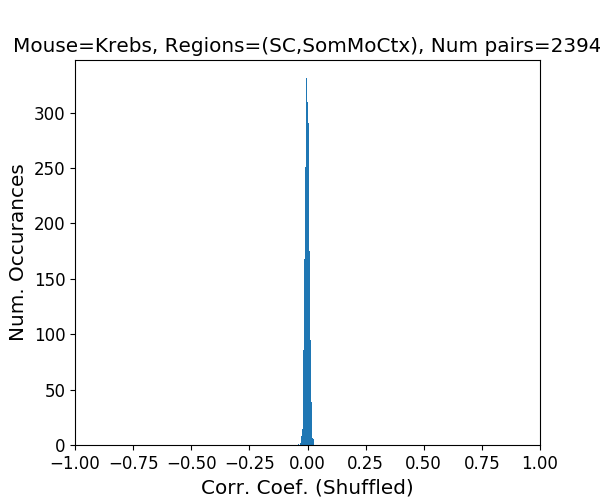 Mouse=Krebs, Regions=(SC,SomMoCtx), Num pairs=2394
Num. Occurances
300
250
200
150
100
50
0
−1.00 −0.75 −0.50 −0.25 0.00 0.25 0.50 0.75 1.00
Corr. Coef. (Shuffled)